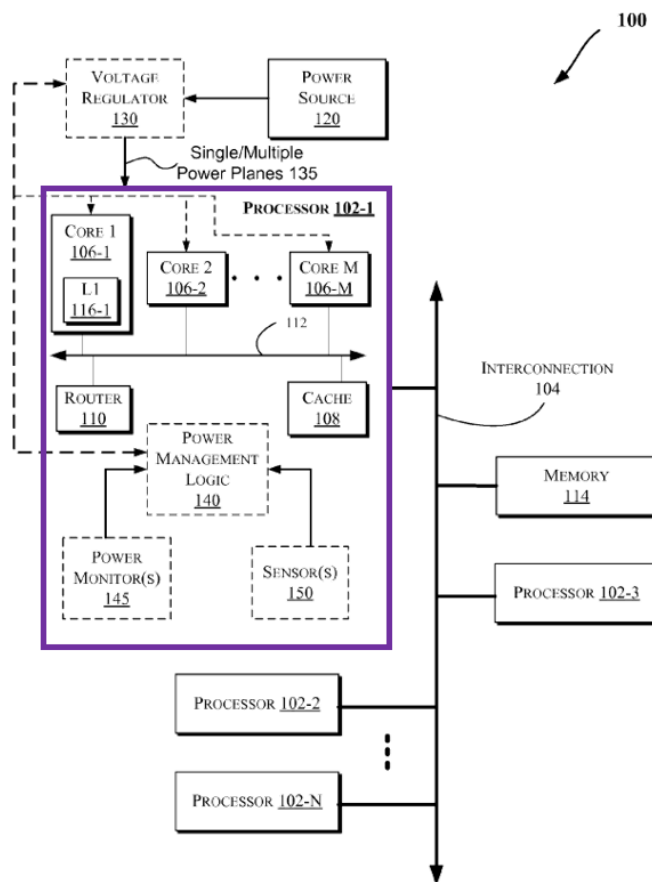 100
VOLTAGE
REGULATOR
130
POWER
SOURCE
120
Single/Multiple
Power Planes 135
PROCESSOR 102-1
CORE 1
106-1
L1
116-1
CORE 2
106-2
CORE M
106-M
112
ROUTER
110
CACHE
108
INTERCONNECTION
104
POWER
MANAGEMENT
LOGIC
140
MEMORY
114
POWER
MONITOR(S)
145
SENSOR(S)
150
PROCESSOR 102-3
PROCESSOR 102-2
PROCESSOR 102-N